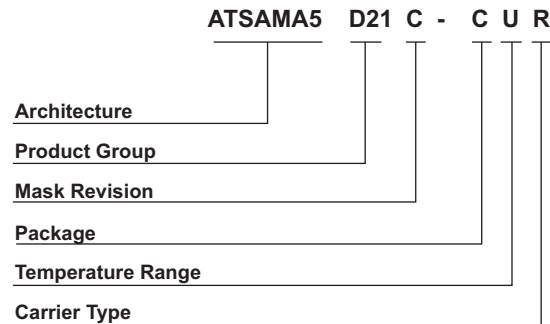 ATSAMA5 D21 C - C U R
Architecture
Product Group
Mask Revision
Package
Temperature Range
Carrier Type